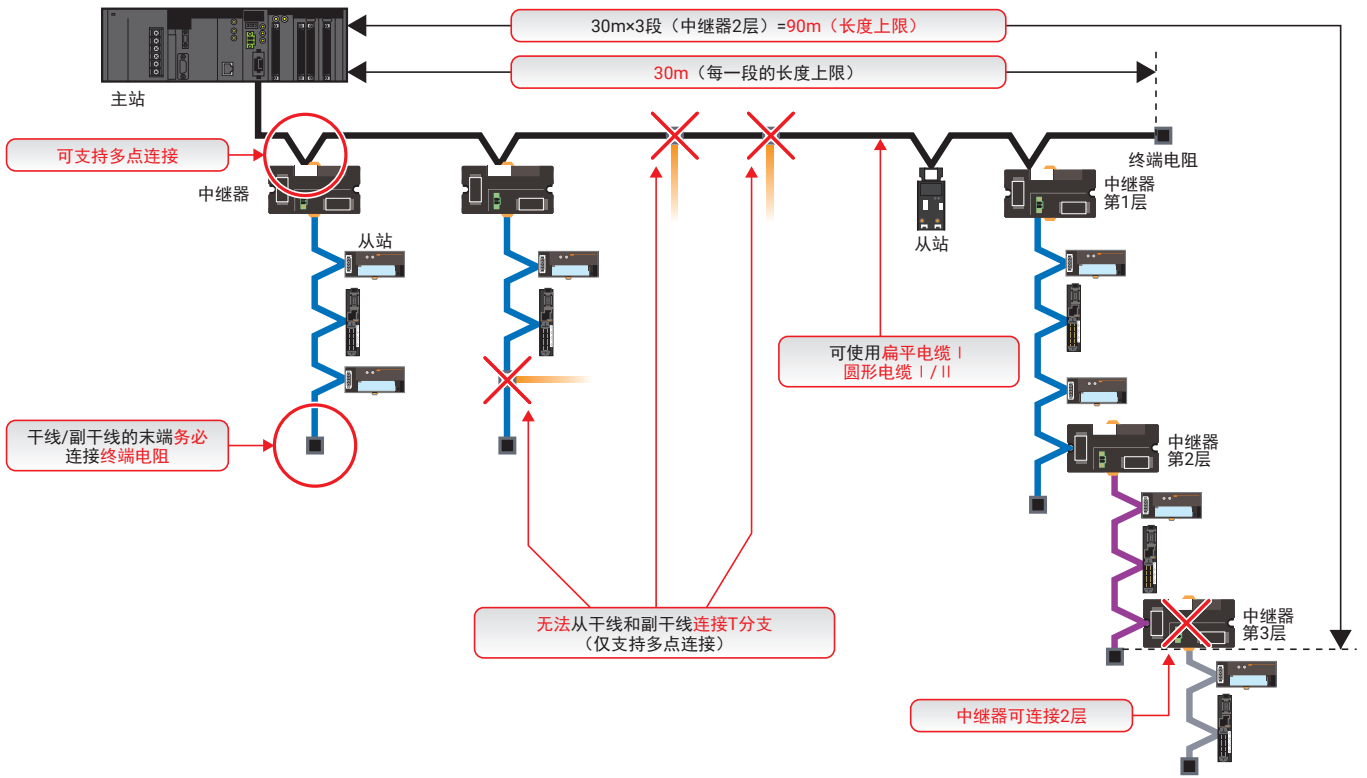 30m×3段（中继器2层）=90m（长度上限）
30m（每一段的长度上限）
主站
可支持多点连接
终端电阻
中继器
中继器
第1层
从站
从站
可使用扁平电缆Ⅰ
圆形电缆Ⅰ/Ⅱ
干线/副干线的末端务必
连接终端电阻
中继器
第2层
无法从干线和副干线连接T分支
（仅支持多点连接）
中继器
第3层
中继器可连接2层